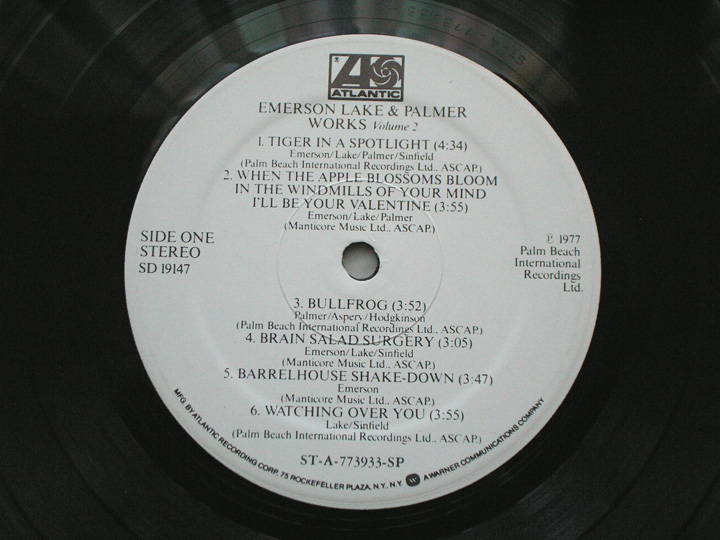 ATLANTIC
EMERSON LAKE & PALMER
WORKS Volume 2
1. TIGER IN A SPOTLIGHT (4:34)
Emerson/Lake/Palmer/Sinfield
(Palm Beach International Recordings Ltd., ASCAP.)
2. WHEN THE APPLE BLOSSOMS BLOOM
IN THE WINDMILLS OF YOUR MIND
I'LL BE YOUR VALENTINE (3:55)
Emerson/Lake/Palmer
(Manticore Music Ltd., ASCAP.)
SIDE ONE
STEREO
SD 19147
℗ 1977
Palm Beach
International
Recordings
Ltd.
3. BULLFROG (3:52)
Palmer/Aspery/Hodgkinson
(Palm Beach International Recordings Ltd., ASCAP.)
4. BRAIN SALAD SURGERY (3:05)
Emerson/Lake/Sinfield
(Manticore Music Ltd., ASCAP.)
5. BARRELHOUSE SHAKE-DOWN (3:47)
Emerson
(Manticore Music Ltd., ASCAP.)
6. WATCHING OVER YOU (3:55)
Lake/Sinfield
(Palm Beach International Recordings Ltd., ASCAP.)
ST-A-773933-SP
MFG. BY ATLANTIC RECORDING CORP. 75 ROCKEFELLER PLAZA, N.Y., N.Y. W A WARNER COMMUNICATIONS COMPANY